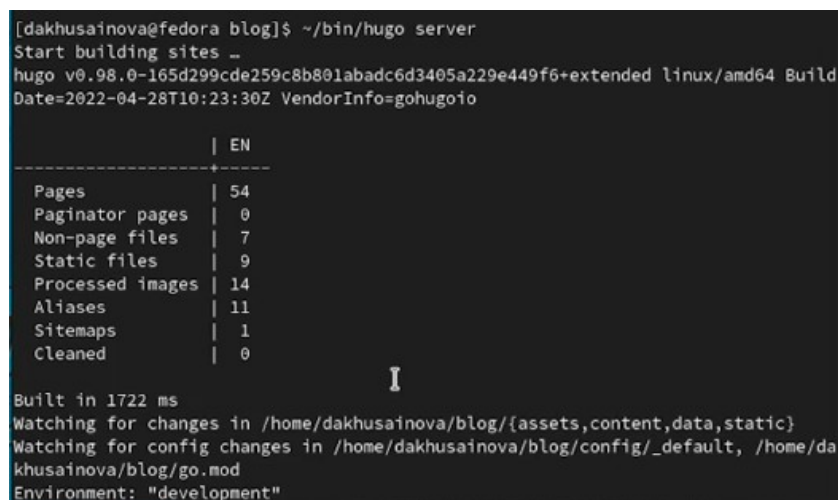 [dakhusainova@fedora blog]$ ~/bin/hugo server
Start building sites …
hugo v0.98.0-165d299cde259c8b801abadc6d3405a229e449f6+extended linux/amd64 Build
Date=2022-04-28T10:23:30Z VendorInfo=gohugoio
| EN
-------------------+-----
Pages | 54
Paginator pages | 0
Non-page files | 7
Static files | 9
Processed images | 14
Aliases | 11
Sitemaps | 1
Cleaned | 0
Built in 1722 ms
Watching for changes in /home/dakhusainova/blog/{assets,content,data,static}
Watching for config changes in /home/dakhusainova/blog/config/_default, /home/da
khusainova/blog/go.mod
Environment: "development"